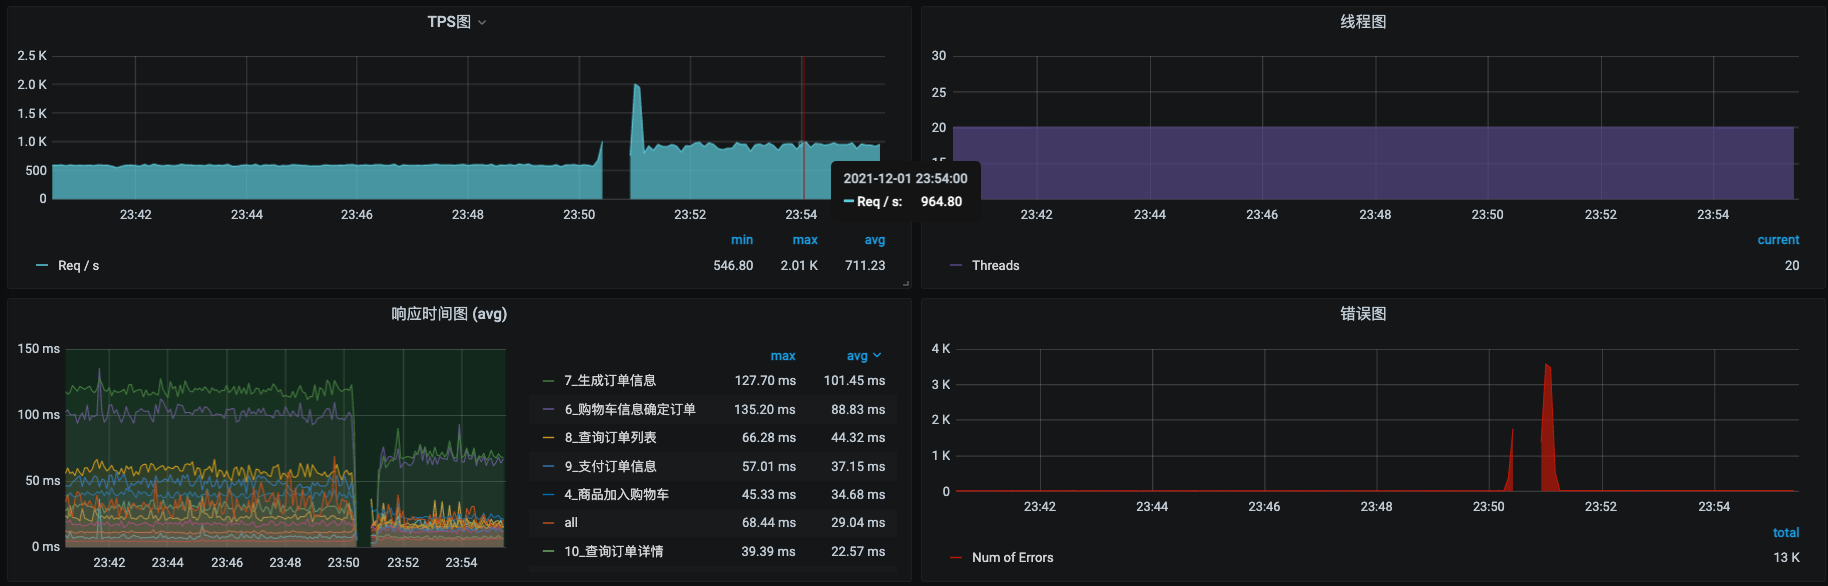 TPS图
2.5 K
2.0 K
1.5 K
1.0 K
500
0
23:42 23:44 23:46 23:48 23:50 23:52 23:54
2021-12-01 23:54:00
Req / s: 964.80
min max avg
Req / s 546.80 2.01 K 711.23
线程图
30
25
20
15
23:42 23:44 23:46 23:48 23:50 23:52 23:54
current
Threads 20
响应时间图 (avg)
150 ms
100 ms
50 ms
0 ms
23:42 23:44 23:46 23:48 23:50 23:52 23:54
max avg
7_生成订单信息 127.70 ms 101.45 ms
6_购物车信息确定订单 135.20 ms 88.83 ms
8_查询订单列表 66.28 ms 44.32 ms
9_支付订单信息 57.01 ms 37.15 ms
4_商品加入购物车 45.33 ms 34.68 ms
all 68.44 ms 29.04 ms
10_查询订单详情 39.39 ms 22.57 ms
错误图
4 K
3 K
2 K
1 K
0
23:42 23:44 23:46 23:48 23:50 23:52 23:54
total
Num of Errors 13 K